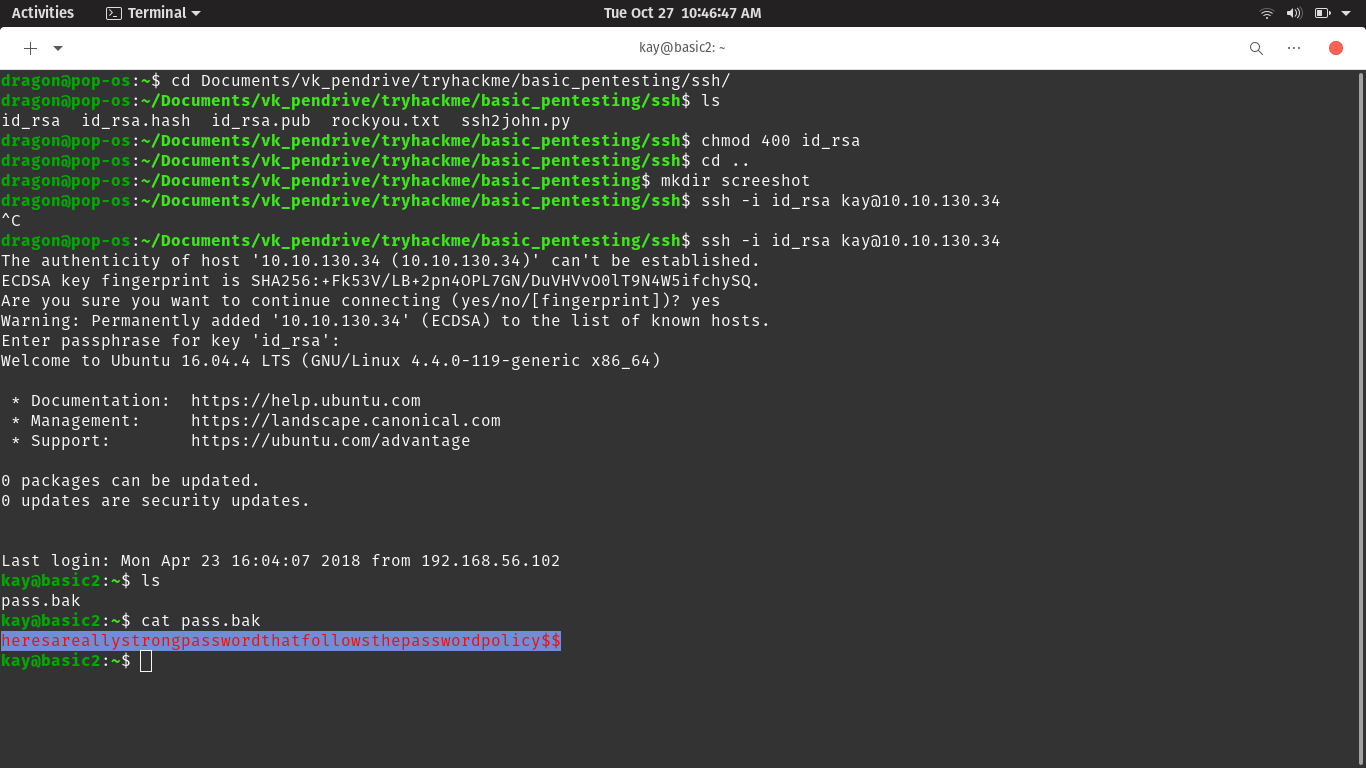 Activities Terminal Tue Oct 27 10:46:47 AM
kay@basic2: ~
dragon@pop-os:~$ cd Documents/vk_pendrive/tryhackme/basic_pentesting/ssh/
dragon@pop-os:~/Documents/vk_pendrive/tryhackme/basic_pentesting/ssh$ ls
id_rsa  id_rsa.hash  id_rsa.pub  rockyou.txt  ssh2john.py
dragon@pop-os:~/Documents/vk_pendrive/tryhackme/basic_pentesting/ssh$ chmod 400 id_rsa
dragon@pop-os:~/Documents/vk_pendrive/tryhackme/basic_pentesting/ssh$ cd ..
dragon@pop-os:~/Documents/vk_pendrive/tryhackme/basic_pentesting$ mkdir screeshot
dragon@pop-os:~/Documents/vk_pendrive/tryhackme/basic_pentesting/ssh$ ssh -i id_rsa kay@10.10.130.34
^C
dragon@pop-os:~/Documents/vk_pendrive/tryhackme/basic_pentesting/ssh$ ssh -i id_rsa kay@10.10.130.34
The authenticity of host '10.10.130.34 (10.10.130.34)' can't be established.
ECDSA key fingerprint is SHA256:+Fk53V/LB+2pn4OPL7GN/DuVHVvO0lT9N4W5ifchySQ.
Are you sure you want to continue connecting (yes/no/[fingerprint])? yes
Warning: Permanently added '10.10.130.34' (ECDSA) to the list of known hosts.
Enter passphrase for key 'id_rsa':
Welcome to Ubuntu 16.04.4 LTS (GNU/Linux 4.4.0-119-generic x86_64)
 * Documentation:  https://help.ubuntu.com
 * Management:     https://landscape.canonical.com
 * Support:        https://ubuntu.com/advantage
0 packages can be updated.
0 updates are security updates.
Last login: Mon Apr 23 16:04:07 2018 from 192.168.56.102
kay@basic2:~$ ls
pass.bak
kay@basic2:~$ cat pass.bak
heresareallystrongpasswordthatfollowsthepasswordpolicy$$
kay@basic2:~$